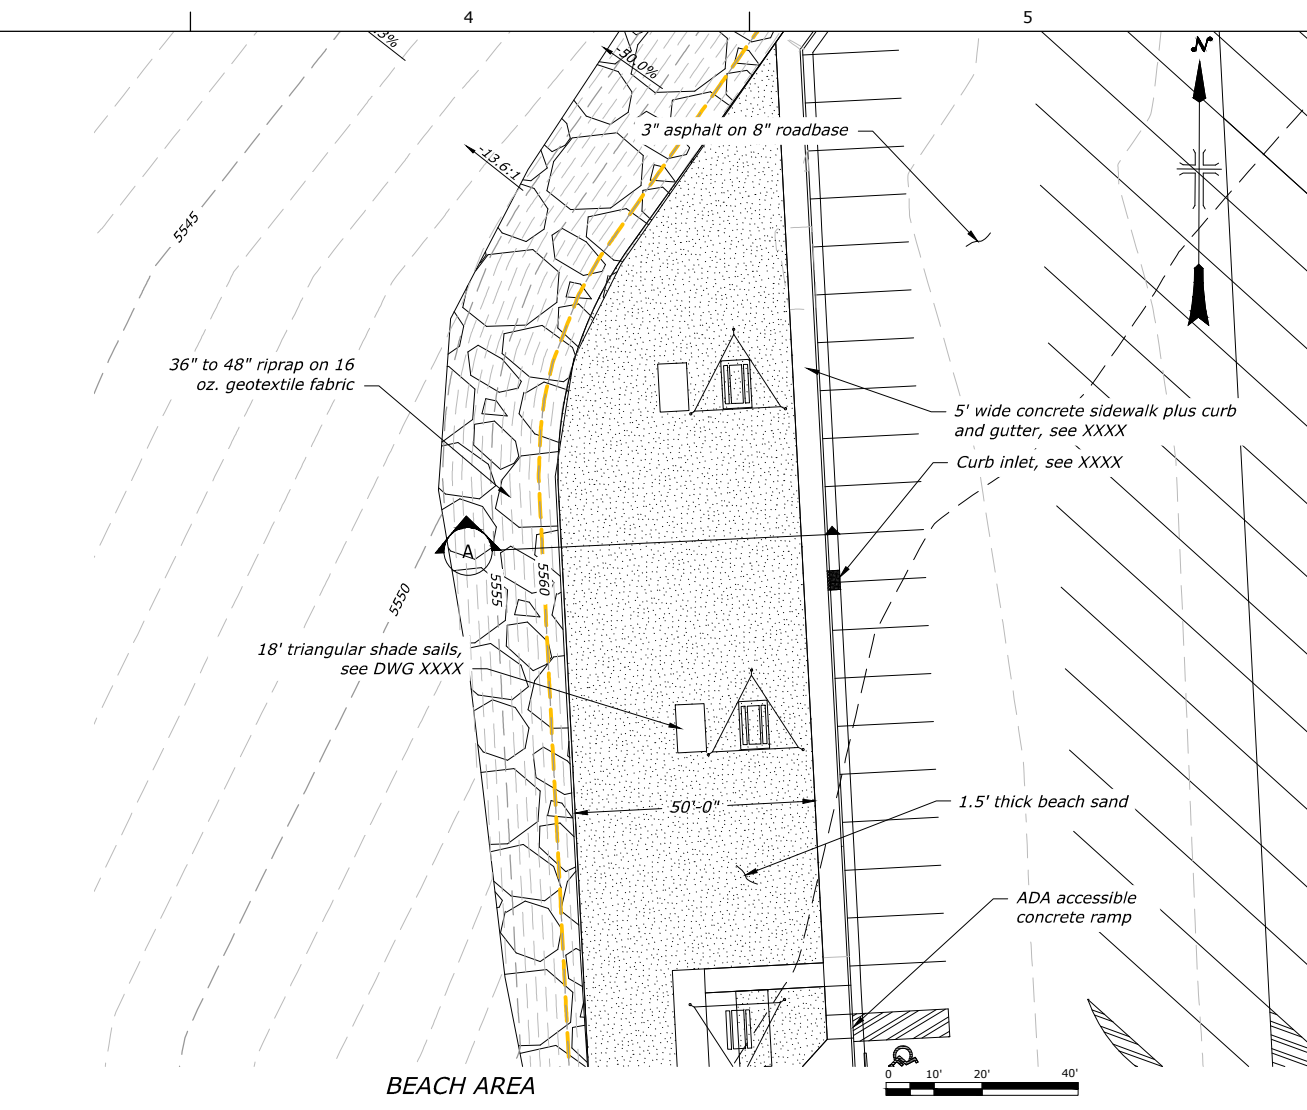 4
5
3%
-50.0%
N
3" asphalt on 8" roadbase
-13.6:1
5545
36" to 48" riprap on 16
oz. geotextile fabric
5' wide concrete sidewalk plus curb
and gutter, see XXXX
Curb inlet, see XXXX
A
5550
5555
5560
18' triangular shade sails,
see DWG XXXX
50'-0"
1.5' thick beach sand
ADA accessible
concrete ramp
BEACH AREA
0 10' 20' 40'